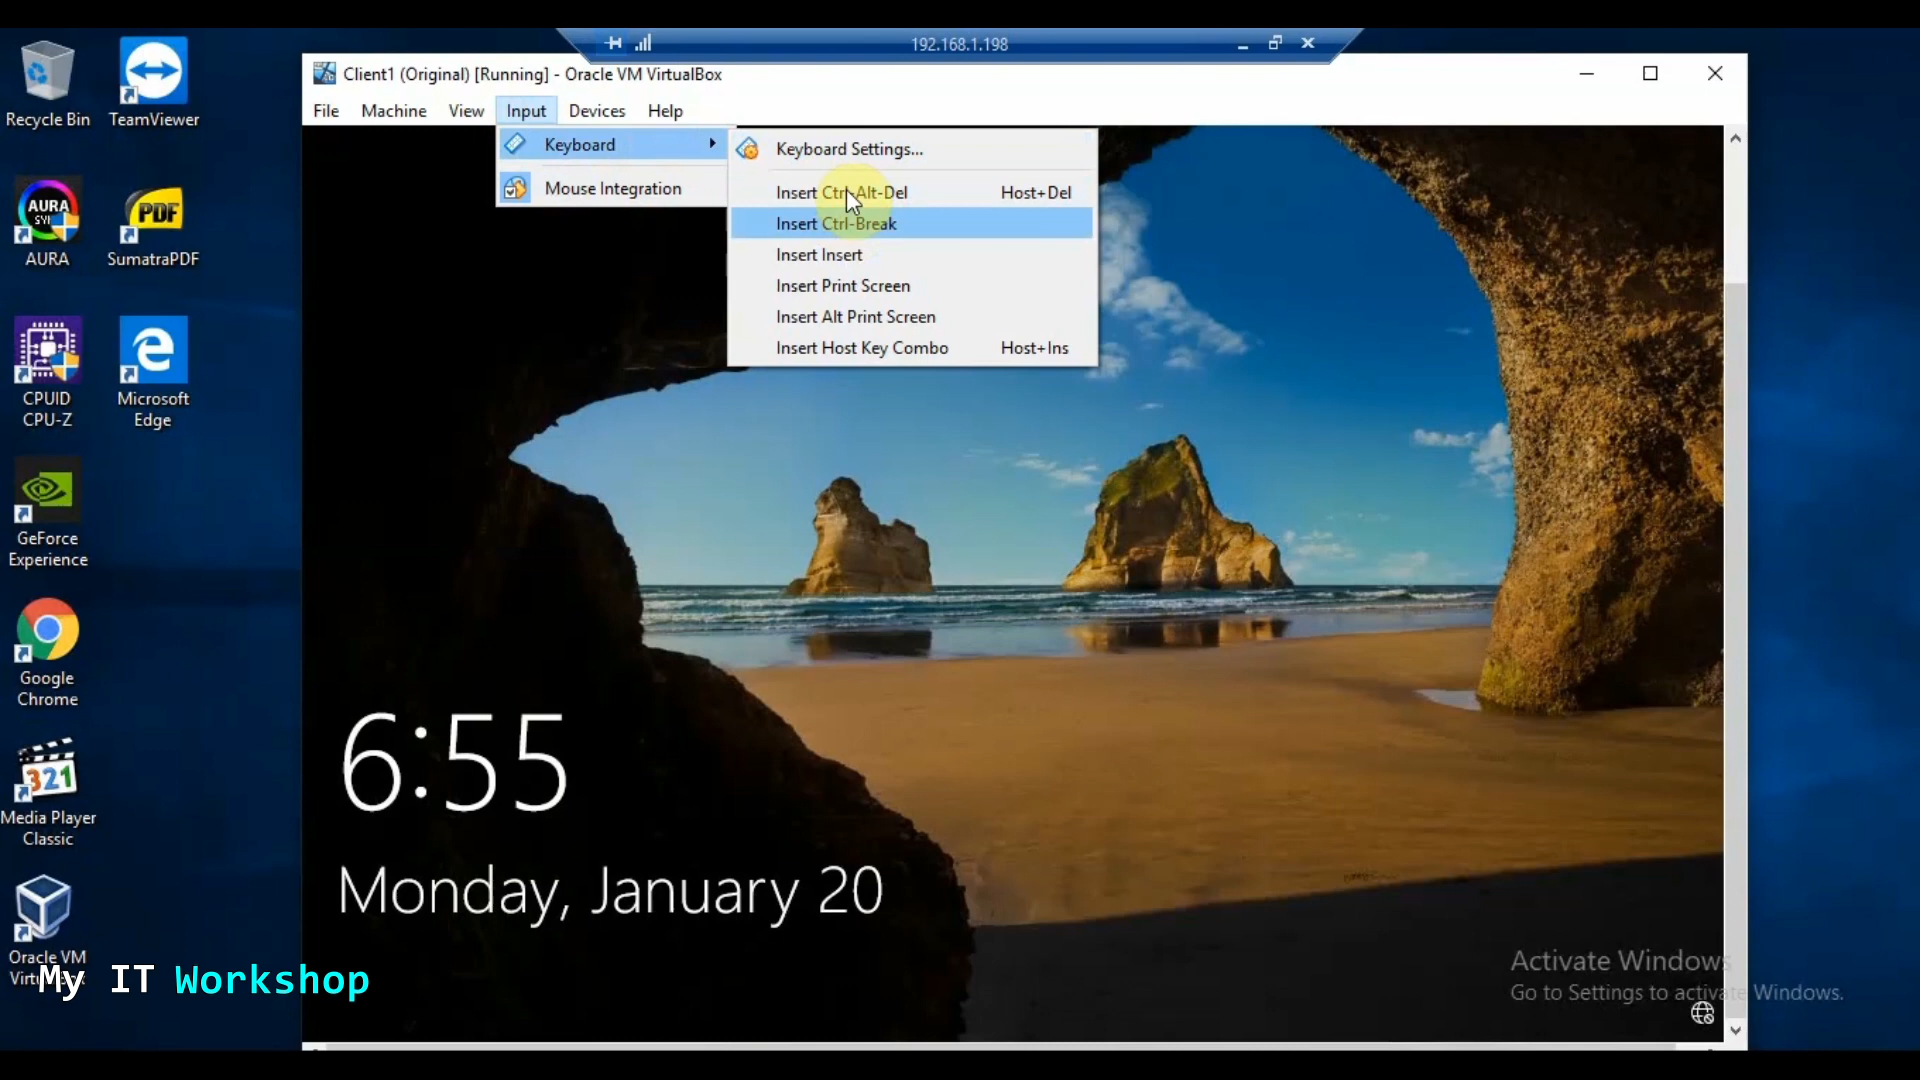 192.168.1.198
Client1 (Original) [Running] - Oracle VM VirtualBox
File Machine View Input Devices Help
Keyboard
Mouse Integration
Keyboard Settings...
Insert Ctrl-Alt-Del Host+Del
Insert Ctrl-Break
Insert Insert
Insert Print Screen
Insert Alt Print Screen
Insert Host Key Combo Host+Ins
Recycle Bin
TeamViewer
AURA
SumatraPDF
CPUID
CPU-Z
Microsoft
Edge
GeForce
Experience
Google
Chrome
Media Player
Classic
Oracle VM
6:55
Monday, January 20
My IT Workshop
Activate Windows
Go to Settings to activate Windows.
AURA
PDF
321